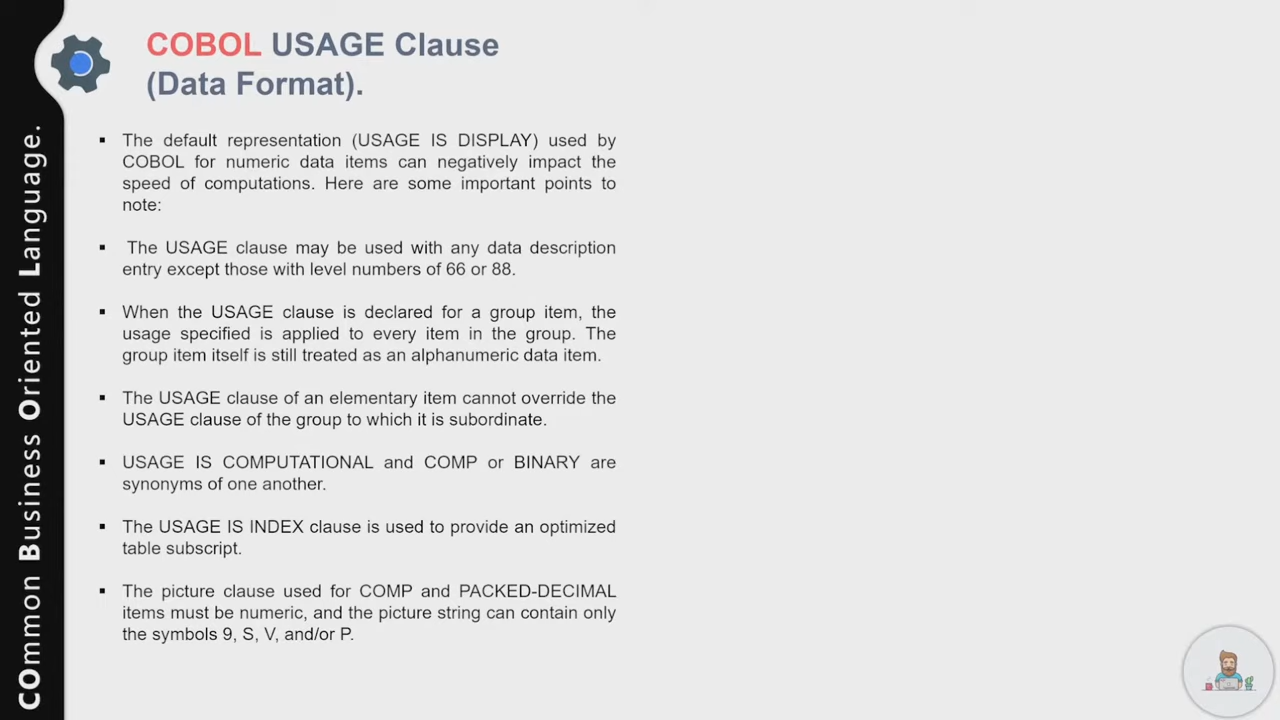 COBOL USAGE Clause
(Data Format).
▪ The default representation (USAGE IS DISPLAY) used by
COBOL for numeric data items can negatively impact the
speed of computations. Here are some important points to
note:
▪ The USAGE clause may be used with any data description
entry except those with level numbers of 66 or 88.
▪ When the USAGE clause is declared for a group item, the
usage specified is applied to every item in the group. The
group item itself is still treated as an alphanumeric data item.
▪ The USAGE clause of an elementary item cannot override the
USAGE clause of the group to which it is subordinate.
▪ USAGE IS COMPUTATIONAL and COMP or BINARY are
synonyms of one another.
▪ The USAGE IS INDEX clause is used to provide an optimized
table subscript.
▪ The picture clause used for COMP and PACKED-DECIMAL
items must be numeric, and the picture string can contain only
the symbols 9, S, V, and/or P.
COmmon Business Oriented Language.